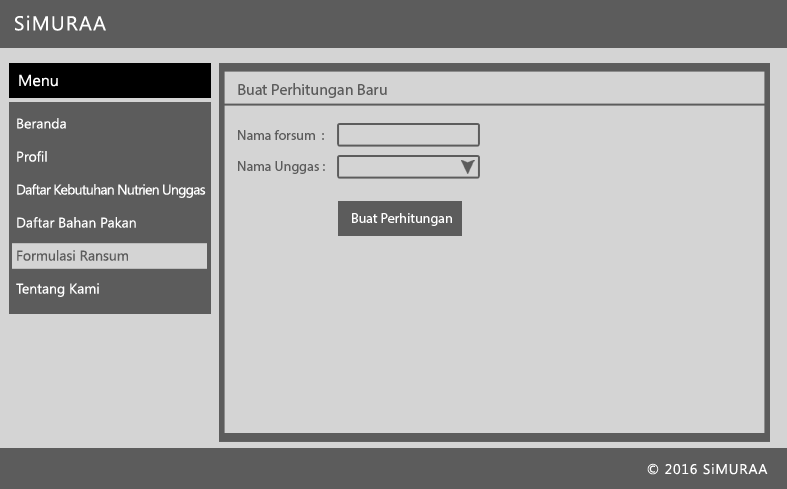 SiMURAA
Menu
Beranda
Profil
Daftar Kebutuhan Nutrien Unggas
Daftar Bahan Pakan
Formulasi Ransum
Tentang Kami
Buat Perhitungan Baru
Nama forsum :
Nama Unggas :
Buat Perhitungan
© 2016 SiMURAA